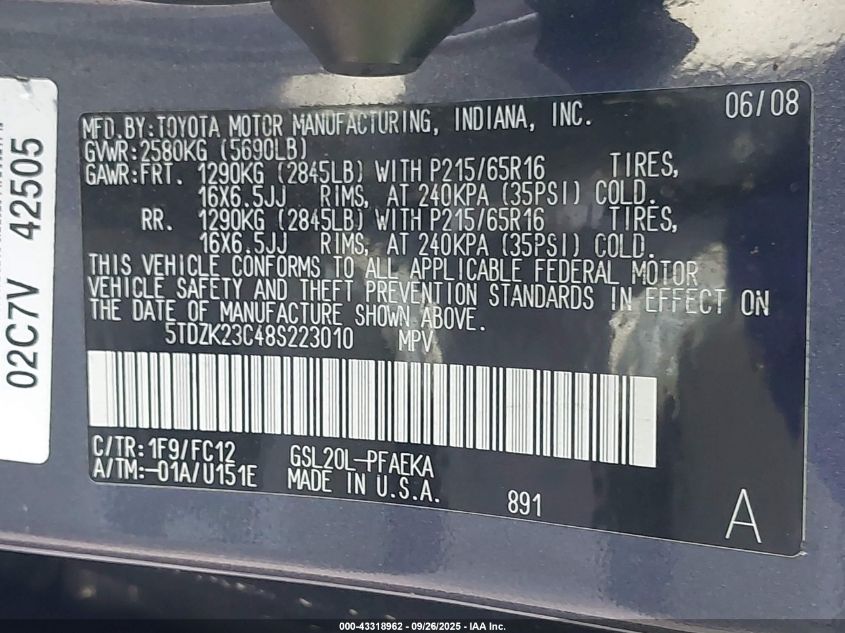 02C7V 42505
06/08
MFD.BY:TOYOTA MOTOR MANUFACTURING, INDIANA, INC.
GVWR:2580KG (5690LB)
GAWR:FRT. 1290KG (2845LB) WITH P215/65R16 TIRES,
16X6.5JJ RIMS, AT 240KPA (35PSI) COLD.
RR. 1290KG (2845LB) WITH P215/65R16 TIRES,
16X6.5JJ RIMS, AT 240KPA (35PSI) COLD.
THIS VEHICLE CONFORMS TO ALL APPLICABLE FEDERAL MOTOR
VEHICLE SAFETY AND THEFT PREVENTION STANDARDS IN EFFECT ON
THE DATE OF MANUFACTURE SHOWN ABOVE.
5TDZK23C48S223010 MPV
C/TR:1F9/FC12 GSL20L-PFAEKA
A/TM:-01A/U151E MADE IN U.S.A.
891
A
000-43318962 - 09/26/2025 - IAA Inc.